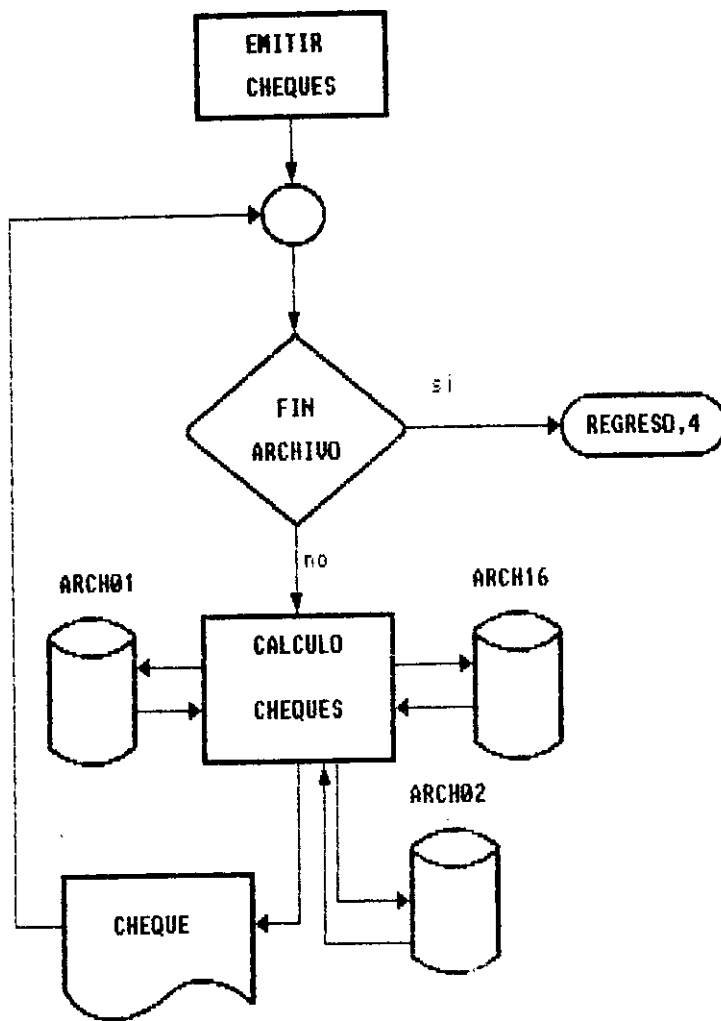 EMITIR
CHEQUES
FIN
ARCHIVO
si
REGRESO,4
no
ARCH01
ARCH16
CALCULO
CHEQUES
ARCH02
CHEQUE